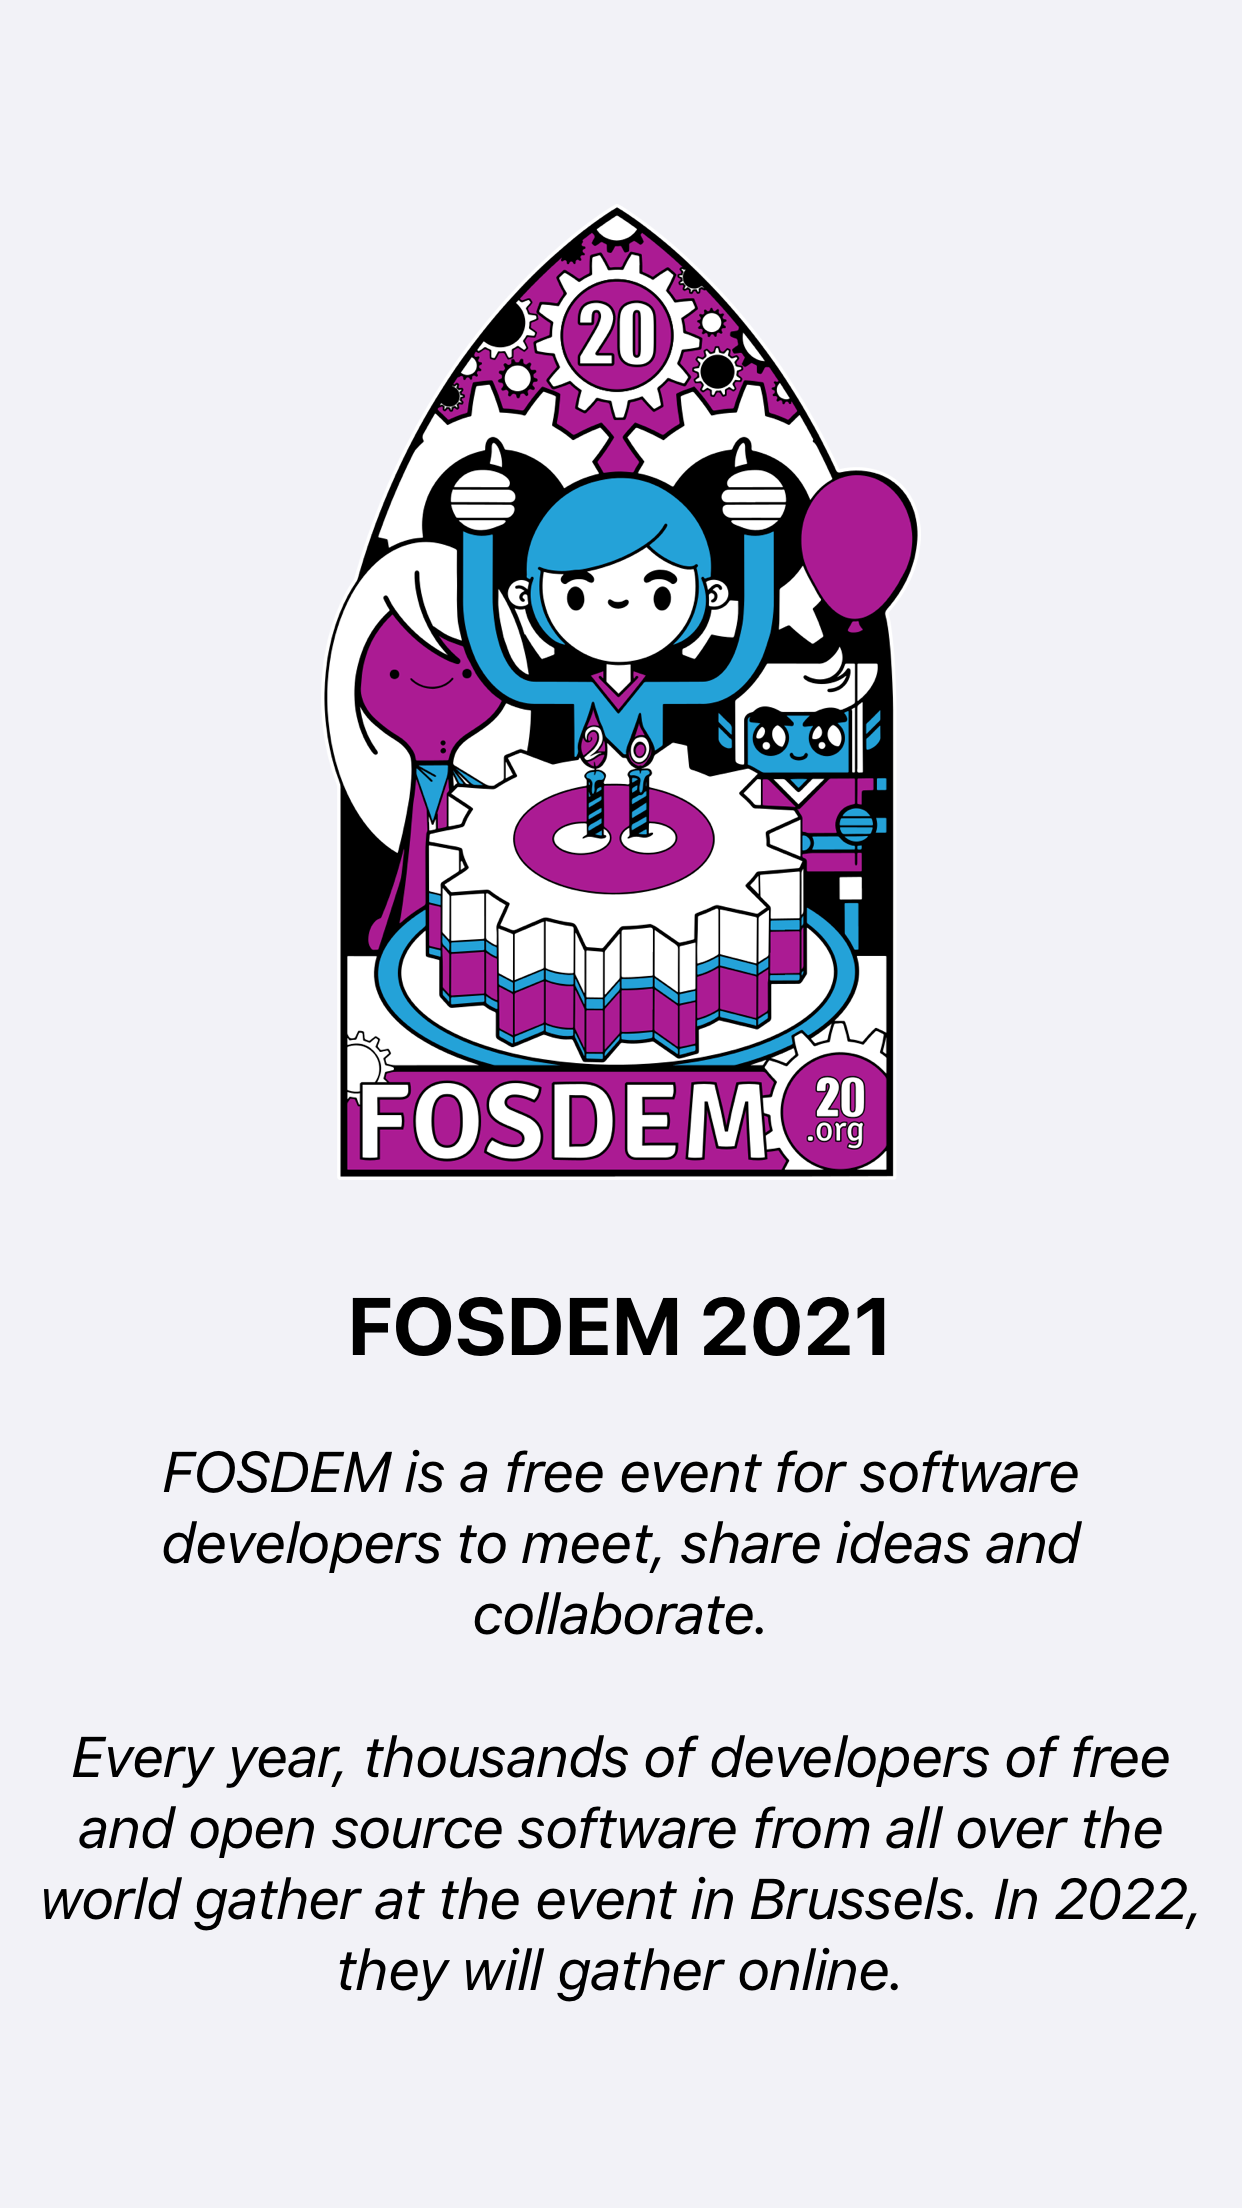 20
2 0
FOSDEM
20
.org
FOSDEM 2021
FOSDEM is a free event for software
developers to meet, share ideas and
collaborate.
Every year, thousands of developers of free
and open source software from all over the
world gather at the event in Brussels. In 2022,
they will gather online.